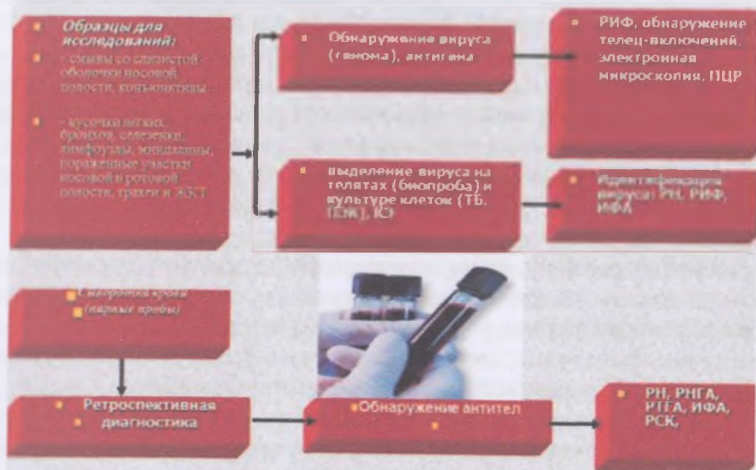 Образцы для
исследований:
- смывы со слизистой
оболочки носовой
полости, конъюнктивы
- кусочки легких,
бронхов, селезенки,
лимфоузлы, миндалины,
пораженные участки
носовой и ротовой
полости, трахеи и ЖКТ
Обнаружение вируса
(генома), антигена
РИФ, обнаружение
телец-включений,
электронная
микроскопия, ПЦР
выделение вируса на
телятах (биопроба) и
культуре клеток (ТБ,
КЭ
Идентификация
вируса: РН, РИФ,
ИФА
Сыворотка крови
(парные пробы)
Ретроспективная
диагностика
Обнаружение антител
РН, РНГА,
РТГА, ИФА,
РСК,